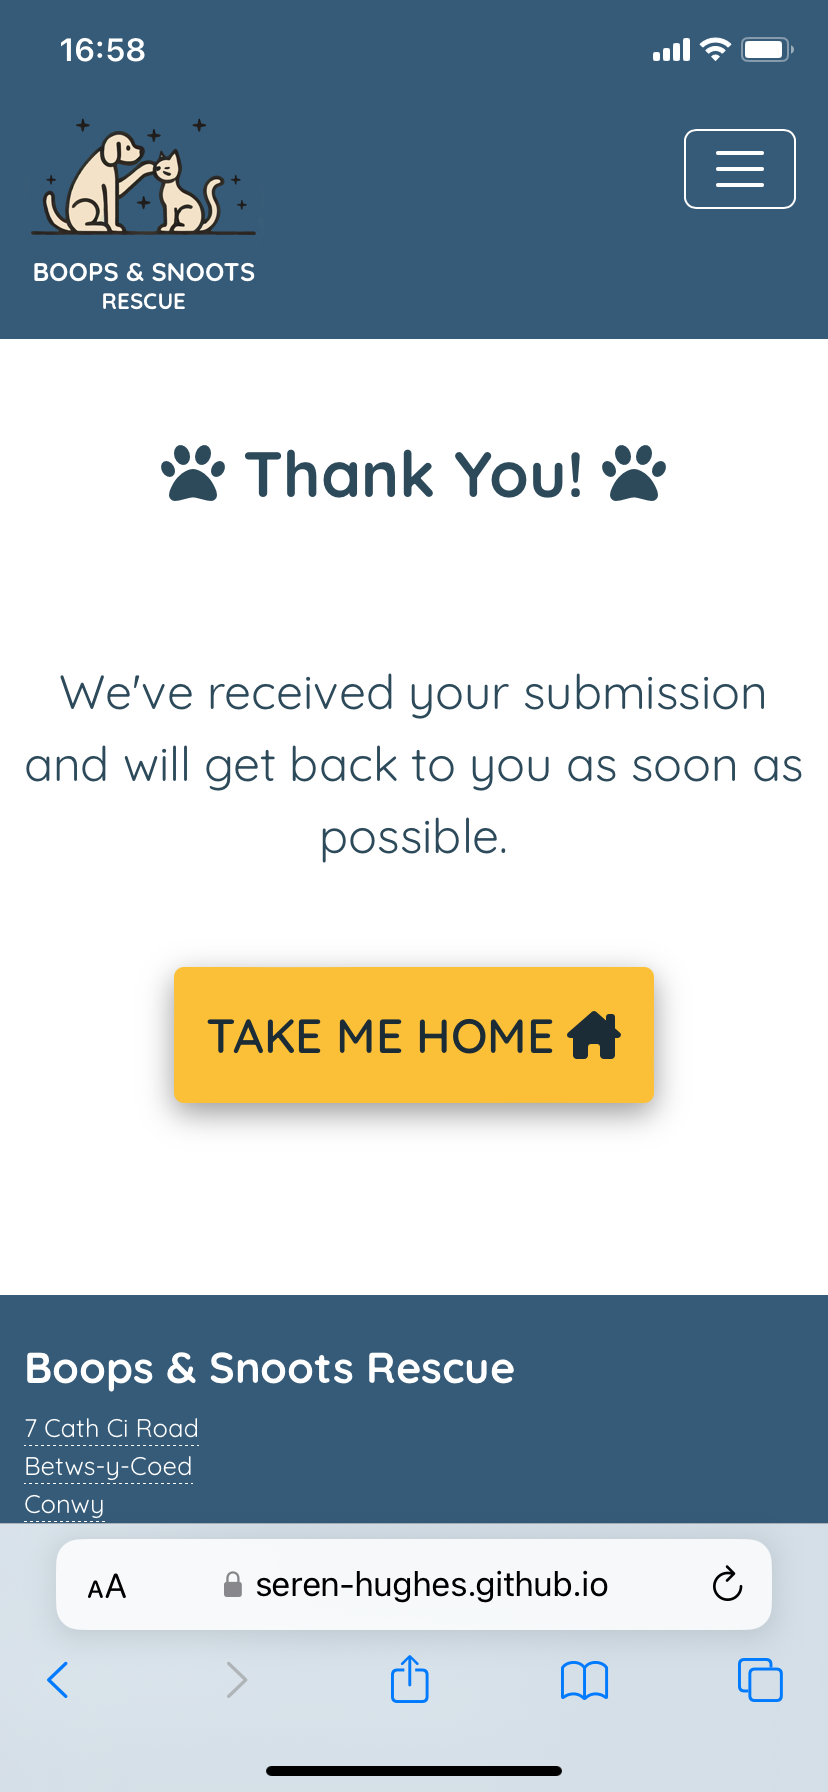 16:58
BOOPS & SNOOTS
RESCUE
Thank You!
We've received your submission
and will get back to you as soon as
possible.
TAKE ME HOME
Boops & Snoots Rescue
7 Cath Ci Road
Betws-y-Coed
Conwy
AA seren-hughes.github.io